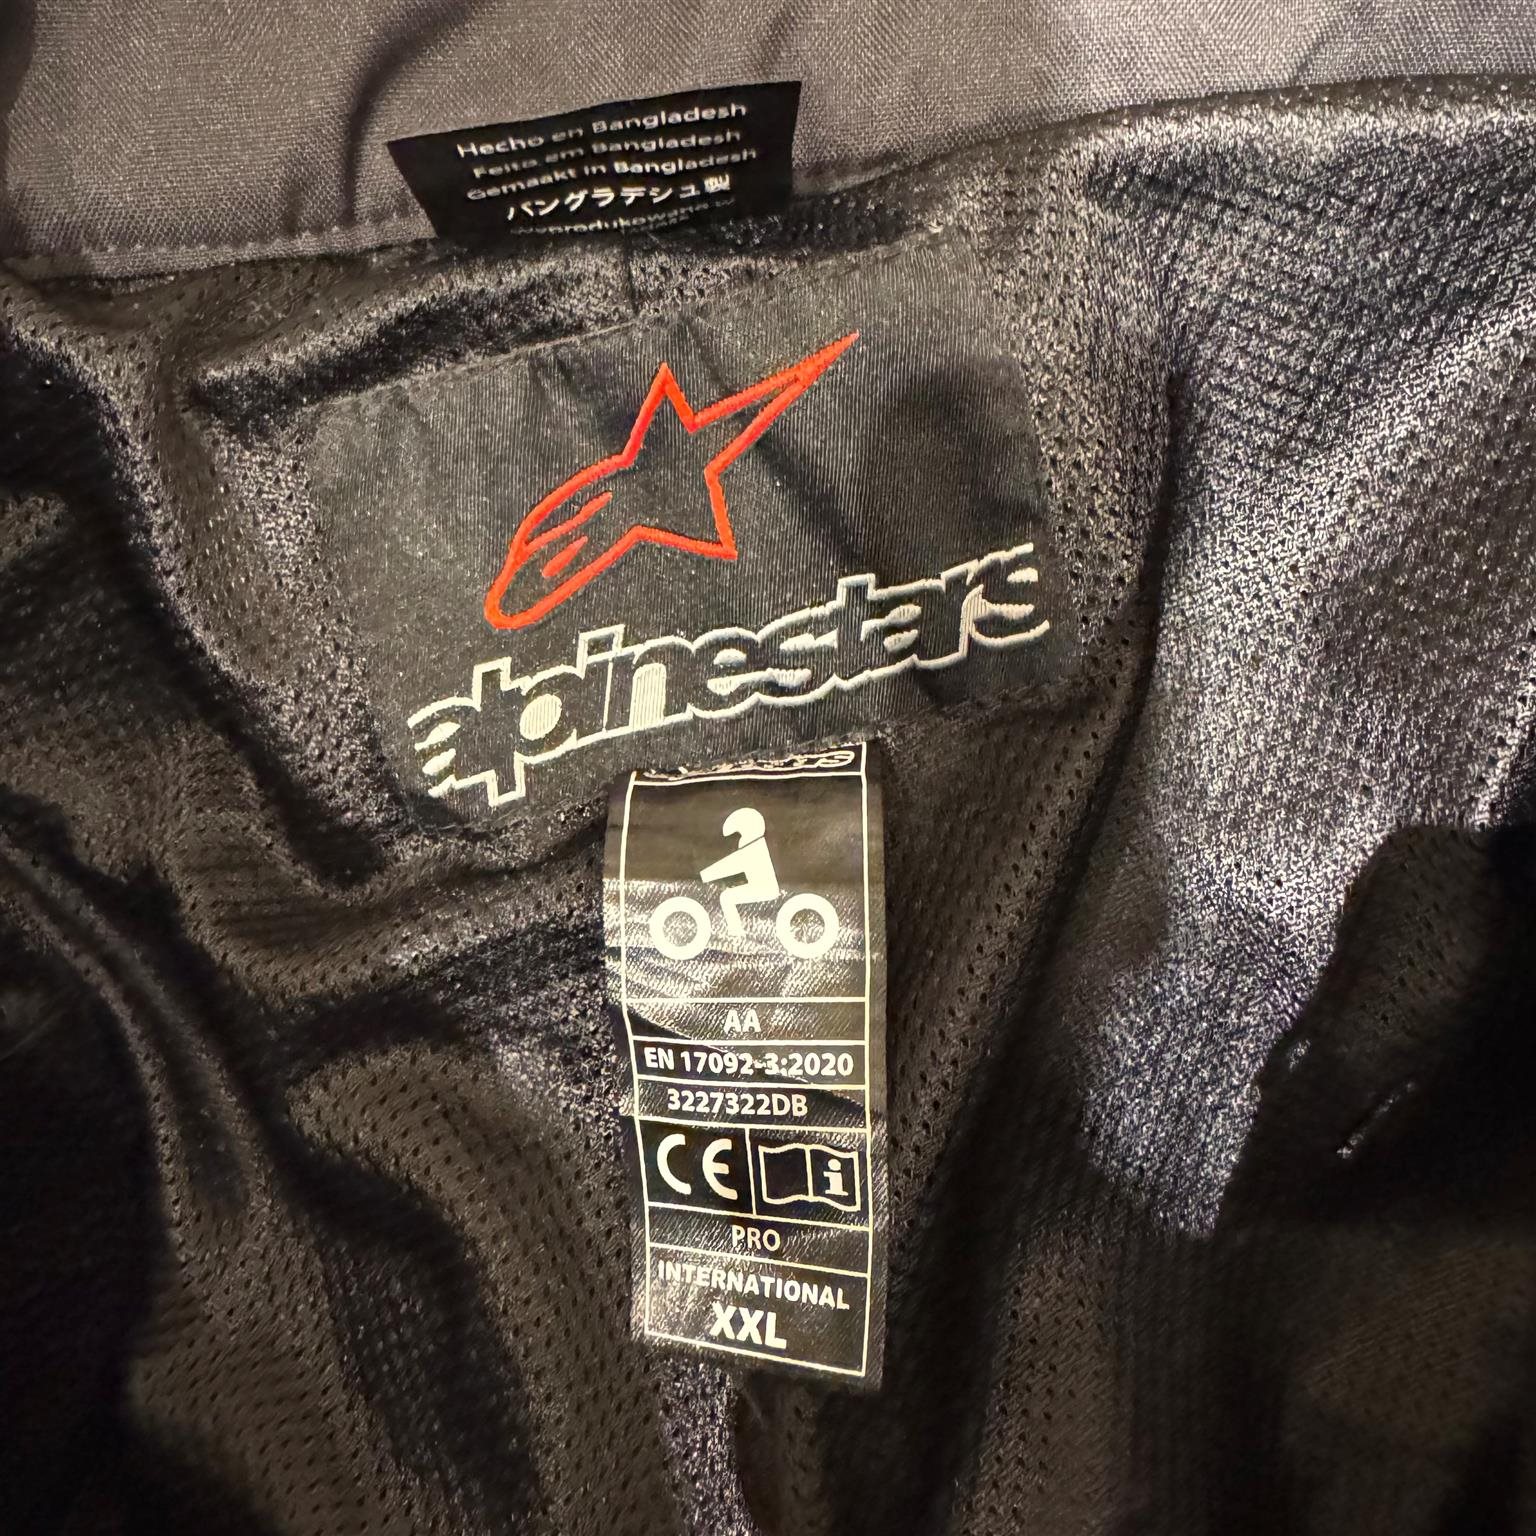 Hecho en Bangladesh
Feito em Bangladesh
Gemaakt in Bangladesh
バングラデシュ製
alpinestars
AA
EN 17092-3:2020
3227322DB
CE
i
PRO
INTERNATIONAL
XXL